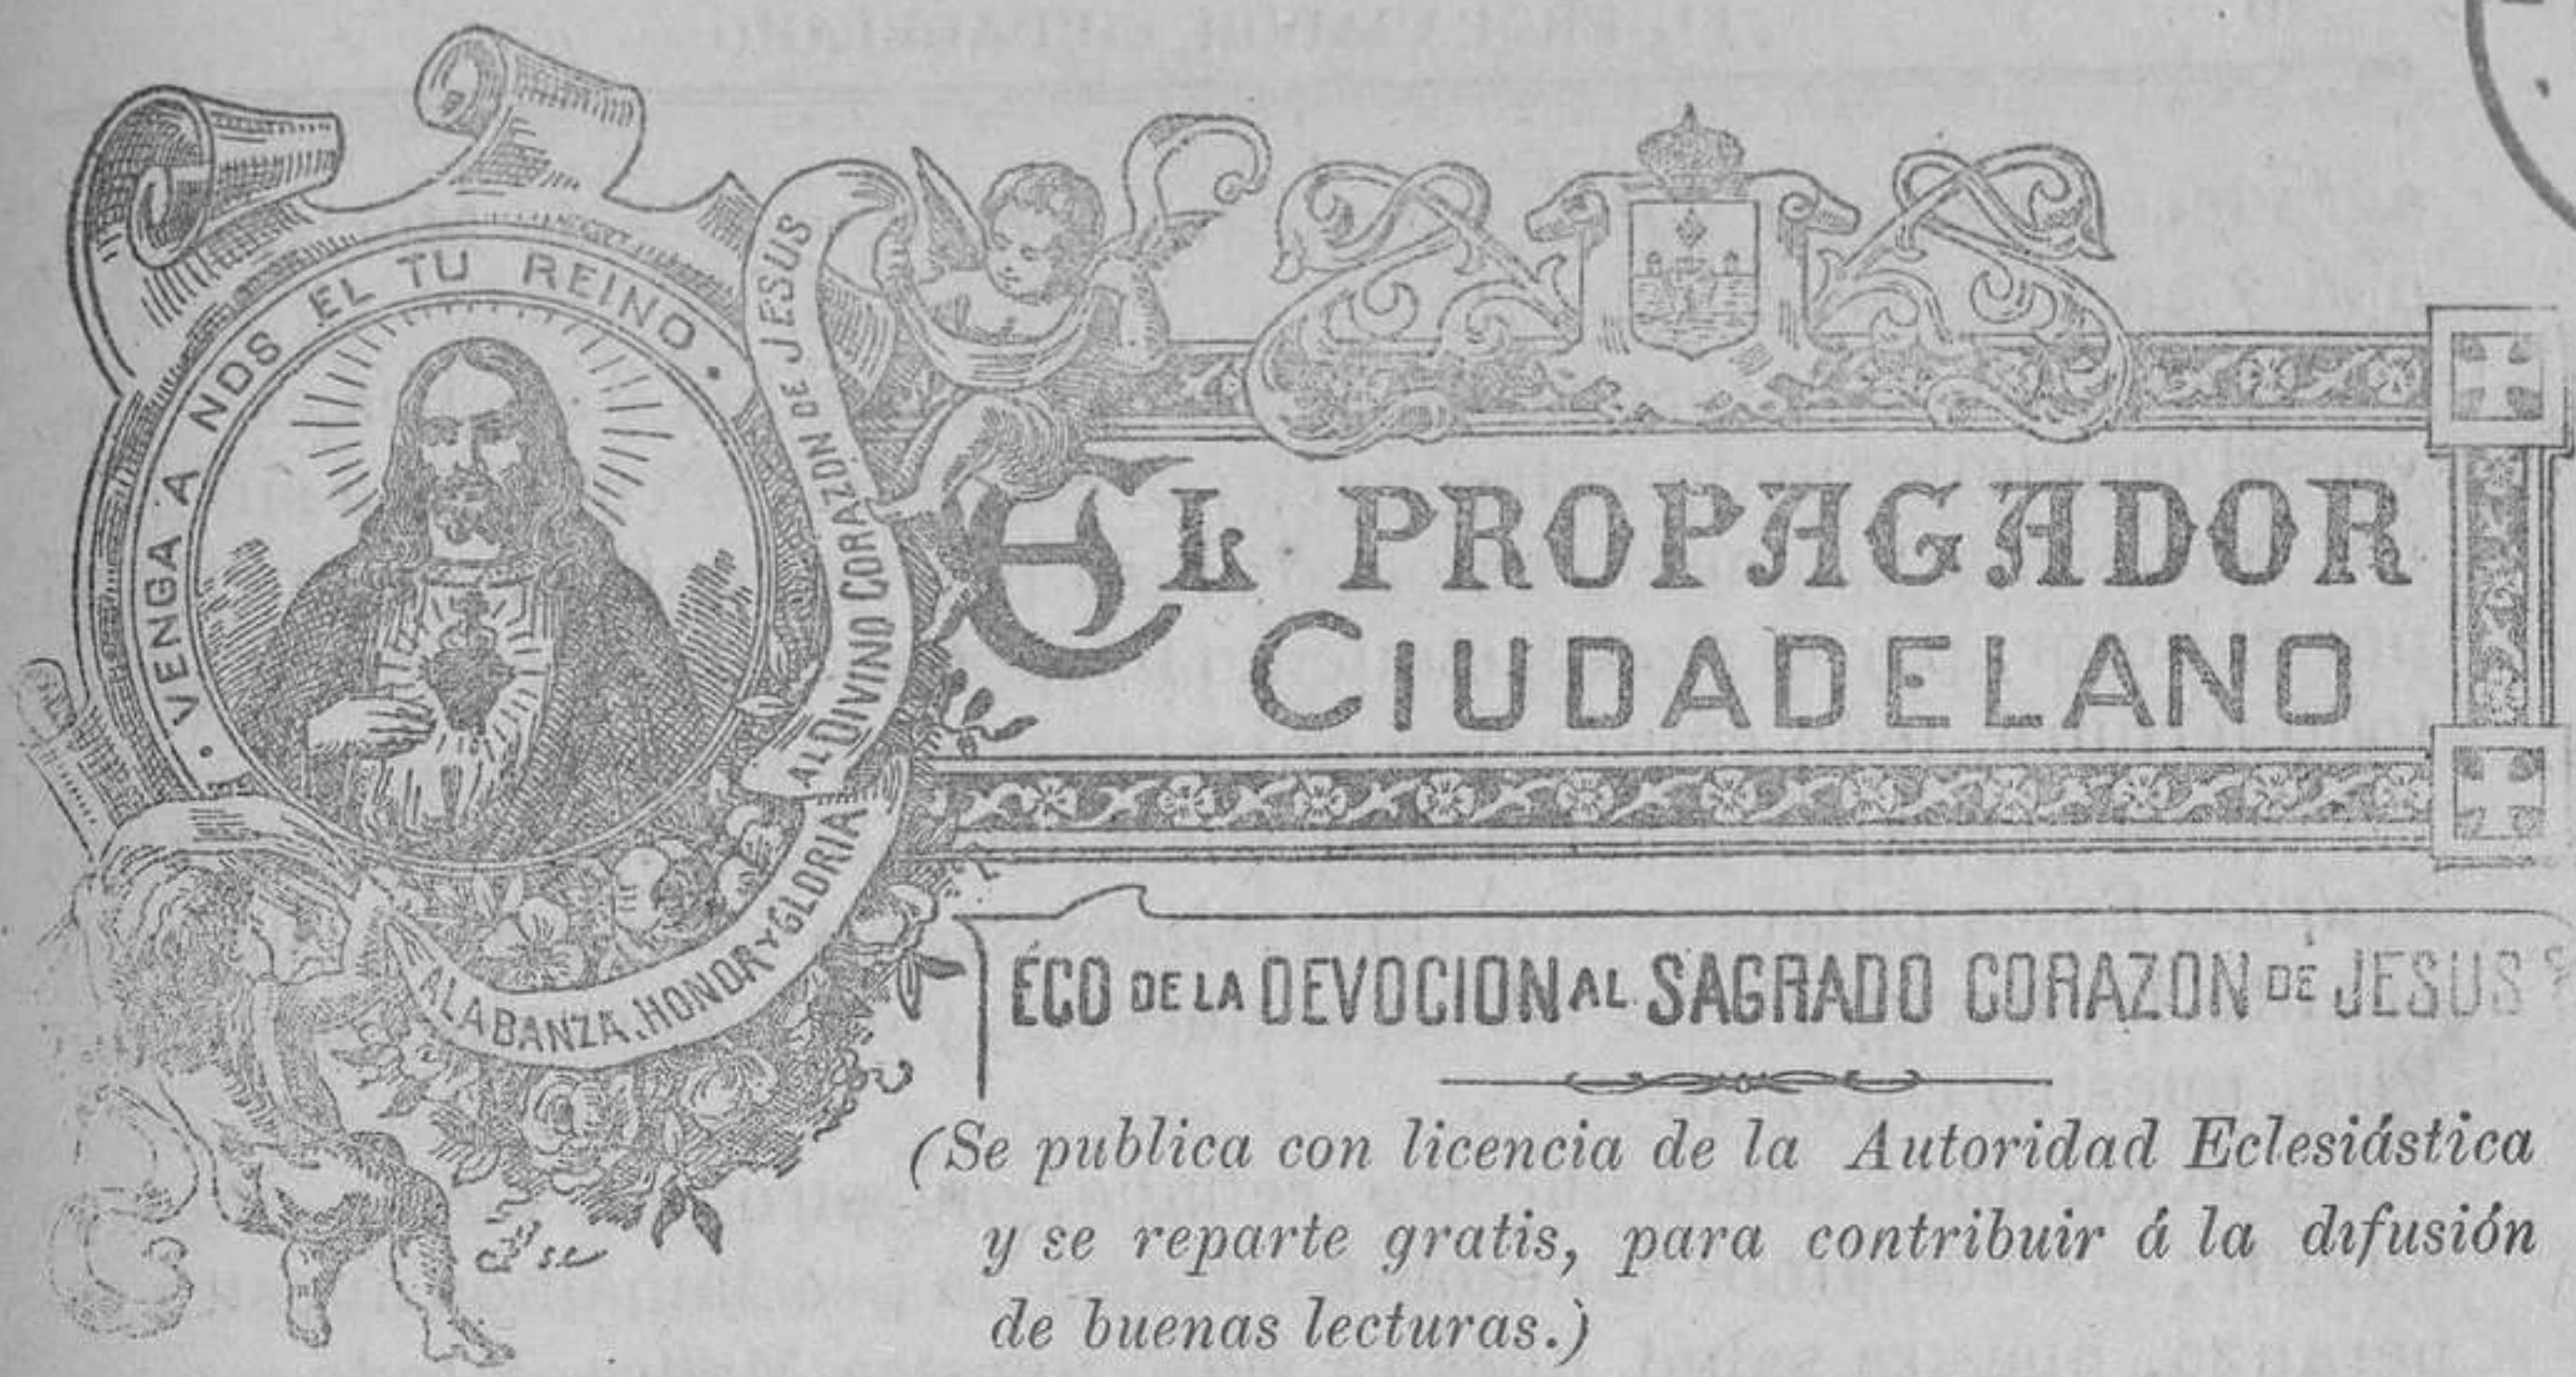 · VENGA A NOS EL TU REINO ·
AL DIVINO CORAZON DE JESUS
ALABANZA, HONOR Y GLORIA
EL PROPAGADOR
CIUDADELANO
ÉCO DE LA DEVOCION AL SAGRADO CORAZON DE JESUS
(Se publica con licencia de la Autoridad Eclesiástica
y se reparte gratis, para contribuir á la difusión
de buenas lecturas.)